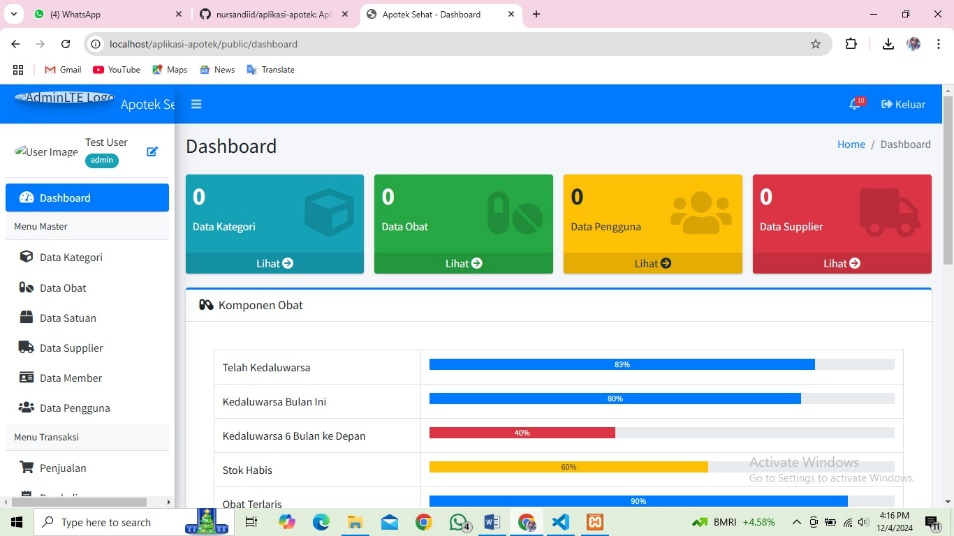 (4) WhatsApp
nursandiid/aplikasi-apotek: Apl
Apotek Sehat - Dashboard
localhost/aplikasi-apotek/public/dashboard
Gmail YouTube Maps News Translate
AdminLTE Logo Apotek Se
10 Keluar
User Image Test User
admin
Dashboard
Home / Dashboard
Dashboard
Menu Master
Data Kategori
Data Obat
Data Satuan
Data Supplier
Data Member
Data Pengguna
Menu Transaksi
Penjualan
0
Data Kategori
Lihat
0
Data Obat
Lihat
0
Data Pengguna
Lihat
0
Data Supplier
Lihat
Komponen Obat
Telah Kedaluwarsa 83%
Kedaluwarsa Bulan Ini 80%
Kedaluwarsa 6 Bulan ke Depan 40%
Stok Habis 60%
Obat Terlaris 90%
Activate Windows
Go to Settings to activate Windows.
Type here to search
4
BMRI +4.58%
4:16 PM
12/4/2024
11